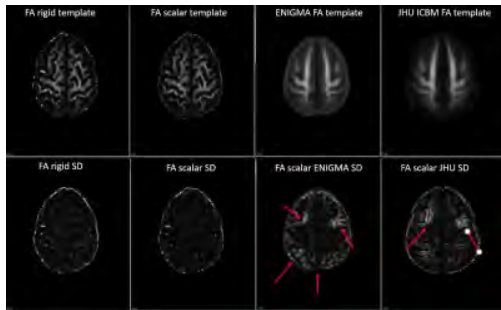 FA rigid template
FA scalar template
ENIGMA FA template
JHU ICBM FA template
FA rigid SD
FA scalar SD
FA scalar ENIGMA SD
FA scalar JHU SD